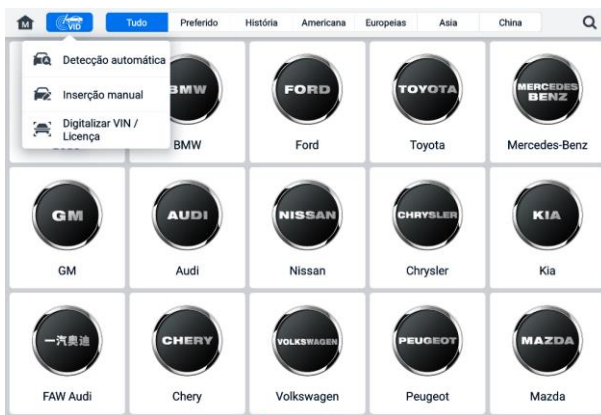 M VID Tudo Preferido História Americana Europeias Asia China
Detecção automática
Inserção manual
Digitalizar VIN /
Licença
BMW FORD TOYOTA MERCEDES
BENZ
BMW Ford Toyota Mercedes-Benz
GM AUDI NISSAN CHRYSLER KIA
GM Audi Nissan Chrysler Kia
一汽奥迪 CHERY VOLKSWAGEN PEUGEOT MAZDA
FAW Audi Chery Volkswagen Peugeot Mazda